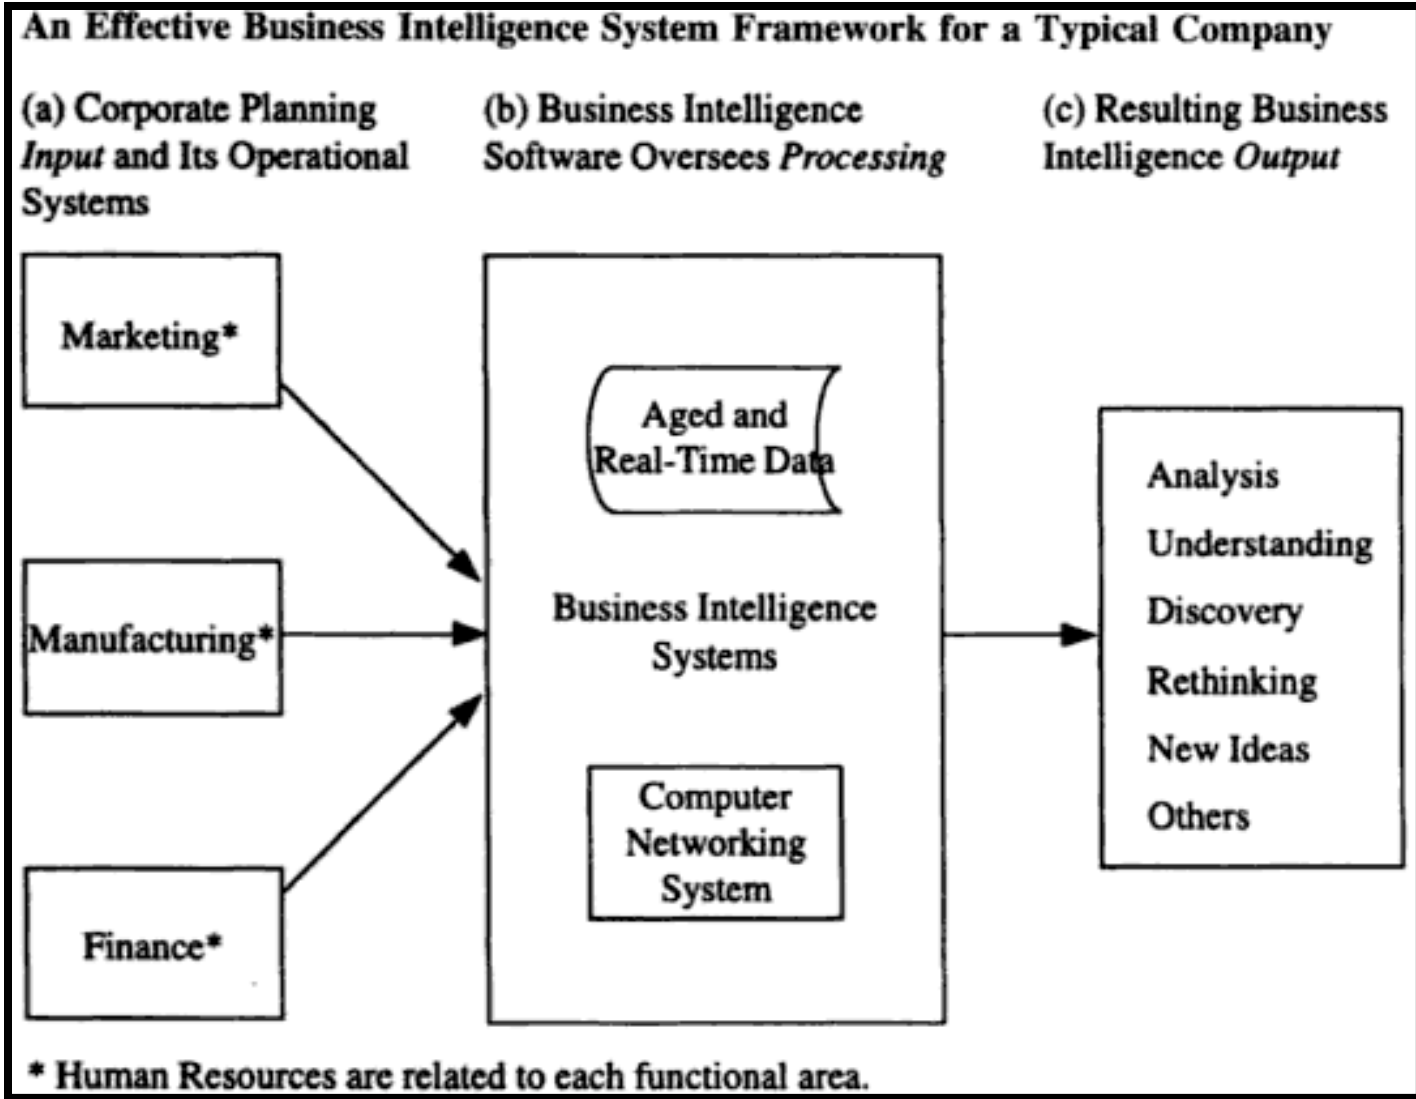 An Effective Business Intelligence System Framework for a Typical Company
(a) Corporate Planning
Input and Its Operational
Systems
(b) Business Intelligence
Software Oversees Processing
(c) Resulting Business
Intelligence Output
Marketing*
Manufacturing*
Finance*
Aged and
Real-Time Data
Business Intelligence
Systems
Computer
Networking
System
Analysis
Understanding
Discovery
Rethinking
New Ideas
Others
* Human Resources are related to each functional area.